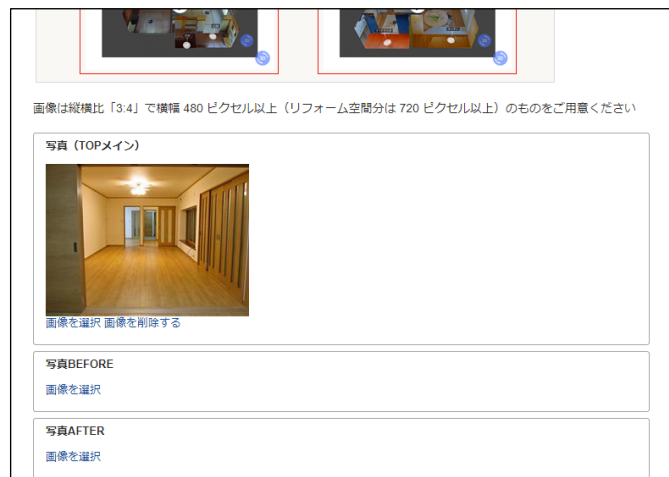 画像は縦横比「3:4」で横幅 480 ピクセル以上（リフォーム空間分は 720 ピクセル以上）のものをご用意ください
写真（TOPメイン）
画像を選択 画像を削除する
写真BEFORE
画像を選択
写真AFTER
画像を選択